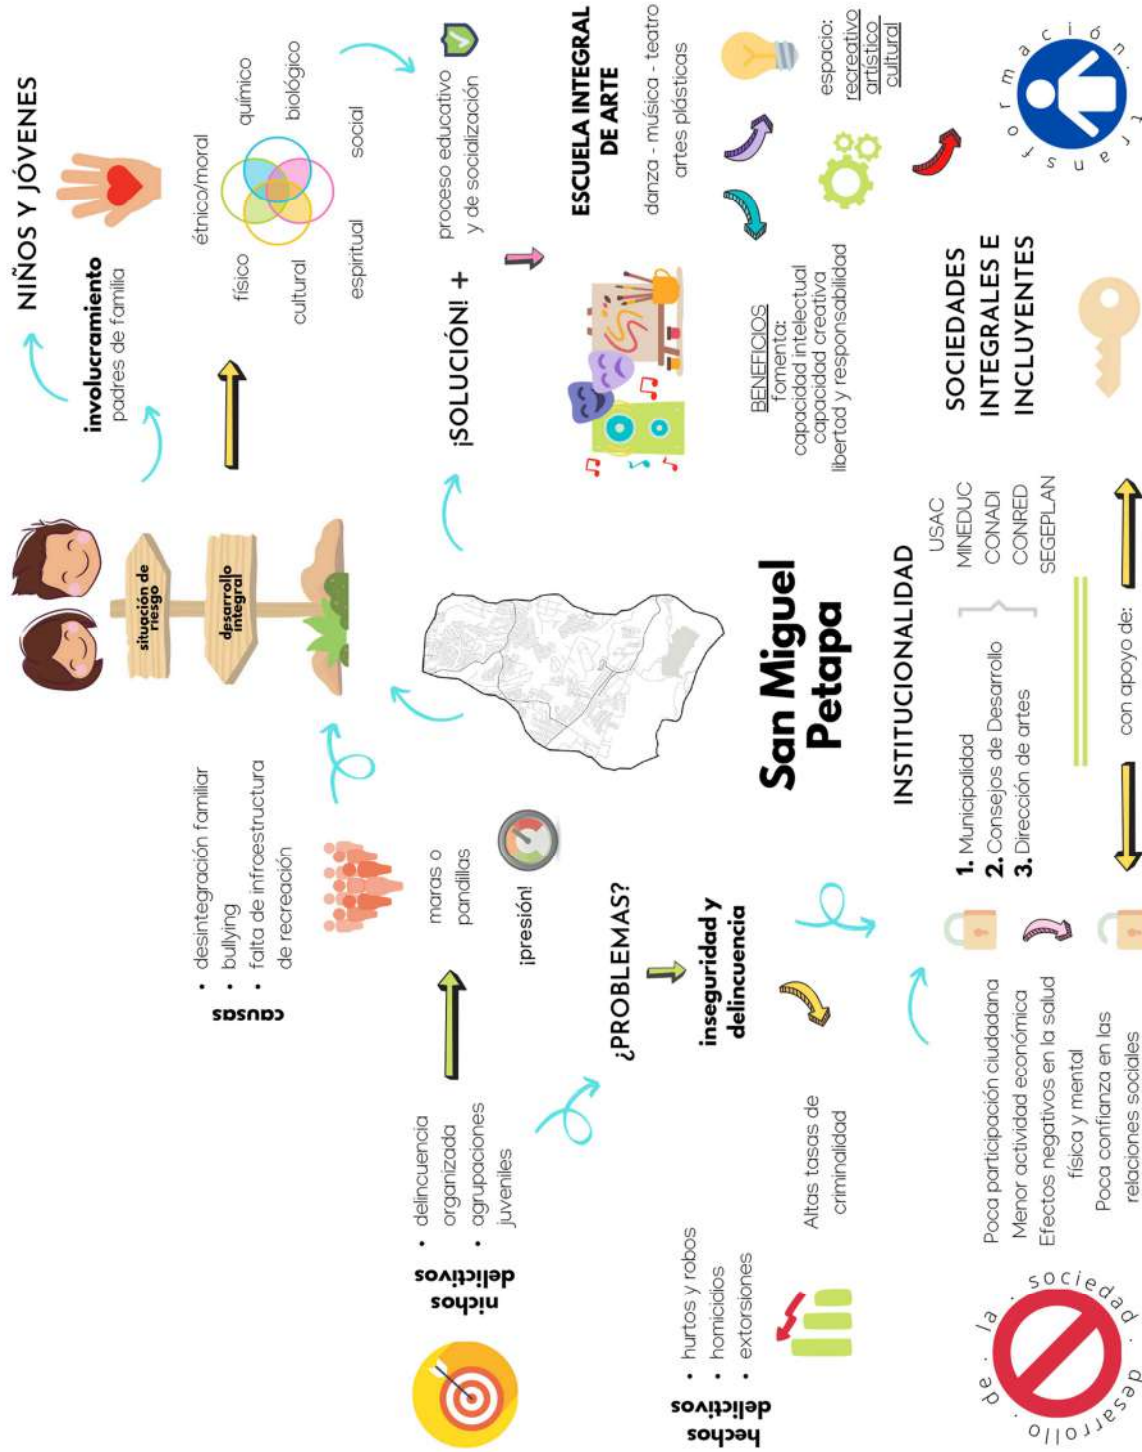 NIÑOS Y JÓVENES
involucramiento
padres de familia
situación de
riesgo
desarrollo
integral
étnico/moral
físico
químico
cultural
biológico
espiritual
social
causas
• desintegración familiar
• bullying
• falta de infraestructura
de recreación
nichos
delictivos
• delincuencia
organizada
• agrupaciones
juveniles
maras o
pandillas
¡presión!
¡SOLUCIÓN! +
proceso educativo
y de socialización
ESCUELA INTEGRAL
DE ARTE
danza - música - teatro
artes plásticas
BENEFICIOS
fomenta:
capacidad intelectual
capacidad creativa
libertad y responsabilidad
espacio:
recreativo
artístico
cultural
San Miguel
Petapa
¿PROBLEMAS?
inseguridad y
delincuencia
hechos
delictivos
• hurtos y robos
• homicidios
• extorsiones
Altas tasas de
criminalidad
desarrollo · de · la · sociedad ·
Poca participación ciudadana
Menor actividad económica
Efectos negativos en la salud
física y mental
Poca confianza en las
relaciones sociales
INSTITUCIONALIDAD
1. Municipalidad
2. Consejos de Desarrollo
3. Dirección de artes
USAC
MINEDUC
CONADI
CONRED
SEGEPLAN
con apoyo de:
SOCIEDADES
INTEGRALES E
INCLUYENTES
transformación ·